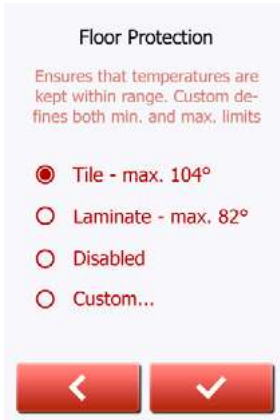 Floor Protection
Ensures that temperatures are
kept within range. Custom de-
fines both min. and max. limits
Tile - max. 104°
Laminate - max. 82°
Disabled
Custom...